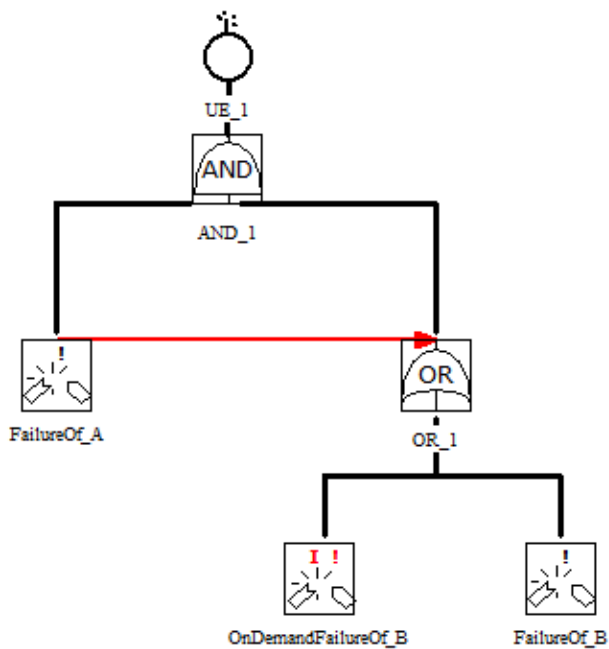 UE_1
AND
AND_1
!
FailureOf_A
OR
OR_1
I !
OnDemandFailureOf_B
!
FailureOf_B